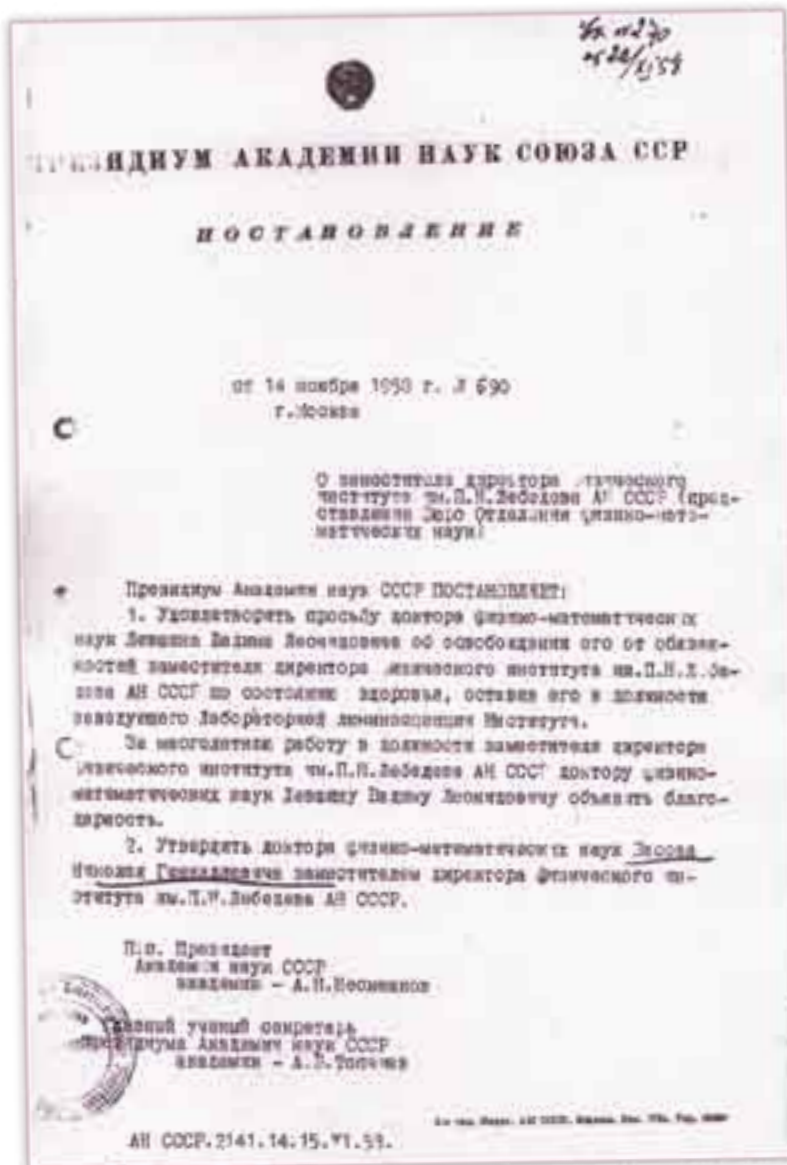 ПРЕЗИДИУМ АКАДЕМИИ НАУК СОЮЗА ССР
ПОСТАНОВЛЕНИЕ
от 14 ноября 1958 г. № 690
г.Москва
О заместителе директора Физического
института им.П.Н.Лебедева АН СССР (пред-
ставление Бюро Отделения физико-мате-
матических наук)
Президиум Академии наук СССР ПОСТАНОВЛЯЕТ:
1. Удовлетворить просьбу доктора физико-математических
наук Левшина Вадима Леонидовича об освобождении его от обязан-
ностей заместителя директора Физического института им.П.Н.Лебе-
дева АН СССР по состоянию здоровья, оставив его в должности
заведующего Лабораторией люминесценции Института.
За многолетнюю работу в должности заместителя директора
Физического института им.П.Н.Лебедева АН СССР доктору физико-
математических наук Левшину Вадиму Леонидовичу объявить благо-
дарность.
2. Утвердить доктора физико-математических наук Басова
Николая Геннадиевича заместителем директора Физического ин-
ститута им.П.Н.Лебедева АН СССР.
П.п. Президент
Академии наук СССР
академик - А.Н.Несмеянов
Главный ученый секретарь
Президиума Академии наук СССР
академик - А.В.Топчиев
АН СССР.2141.14.15.